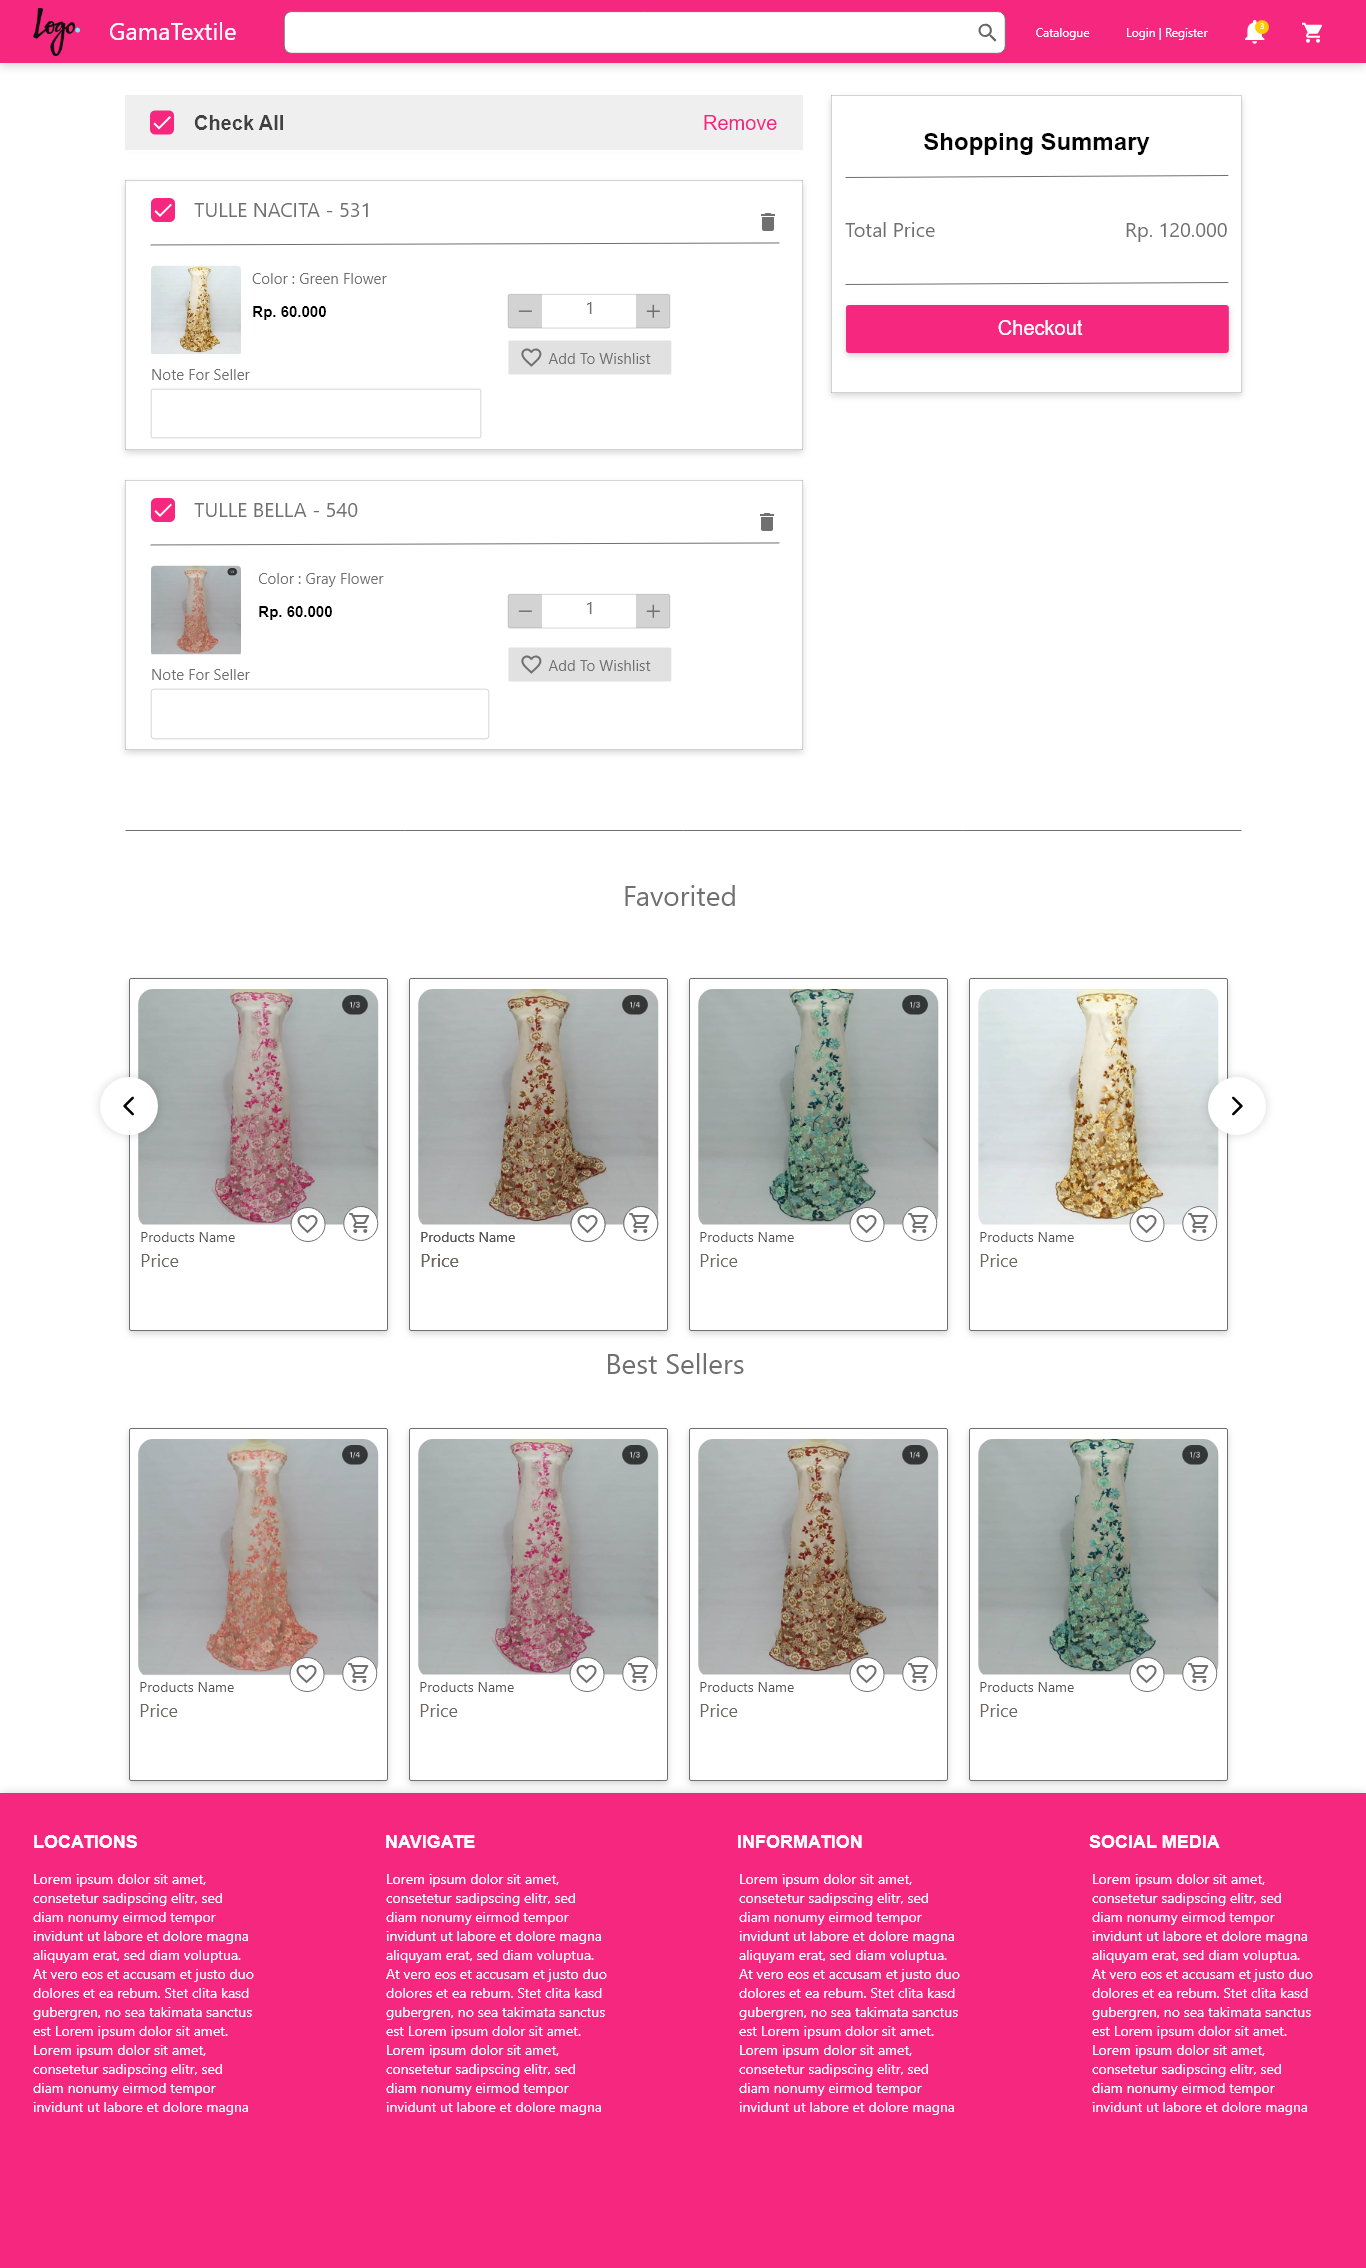 Logo.
GamaTextile
Catalogue
Login | Register
3
Check All
Remove
TULLE NACITA - 531
Color : Green Flower
Rp. 60.000
1
Add To Wishlist
Note For Seller
TULLE BELLA - 540
Color : Gray Flower
Rp. 60.000
1
Add To Wishlist
Note For Seller
Shopping Summary
Total Price
Rp. 120.000
Checkout
Favorited
1/3
1/4
1/3
Products Name
Price
Products Name
Price
Products Name
Price
Products Name
Price
Best Sellers
1/4
1/3
1/4
1/3
Products Name
Price
Products Name
Price
Products Name
Price
Products Name
Price
LOCATIONS
Lorem ipsum dolor sit amet,
consetetur sadipscing elitr, sed
diam nonumy eirmod tempor
invidunt ut labore et dolore magna
aliquyam erat, sed diam voluptua.
At vero eos et accusam et justo duo
dolores et ea rebum. Stet clita kasd
gubergren, no sea takimata sanctus
est Lorem ipsum dolor sit amet.
Lorem ipsum dolor sit amet,
consetetur sadipscing elitr, sed
diam nonumy eirmod tempor
invidunt ut labore et dolore magna
NAVIGATE
Lorem ipsum dolor sit amet,
consetetur sadipscing elitr, sed
diam nonumy eirmod tempor
invidunt ut labore et dolore magna
aliquyam erat, sed diam voluptua.
At vero eos et accusam et justo duo
dolores et ea rebum. Stet clita kasd
gubergren, no sea takimata sanctus
est Lorem ipsum dolor sit amet.
Lorem ipsum dolor sit amet,
consetetur sadipscing elitr, sed
diam nonumy eirmod tempor
invidunt ut labore et dolore magna
INFORMATION
Lorem ipsum dolor sit amet,
consetetur sadipscing elitr, sed
diam nonumy eirmod tempor
invidunt ut labore et dolore magna
aliquyam erat, sed diam voluptua.
At vero eos et accusam et justo duo
dolores et ea rebum. Stet clita kasd
gubergren, no sea takimata sanctus
est Lorem ipsum dolor sit amet.
Lorem ipsum dolor sit amet,
consetetur sadipscing elitr, sed
diam nonumy eirmod tempor
invidunt ut labore et dolore magna
SOCIAL MEDIA
Lorem ipsum dolor sit amet,
consetetur sadipscing elitr, sed
diam nonumy eirmod tempor
invidunt ut labore et dolore magna
aliquyam erat, sed diam voluptua.
At vero eos et accusam et justo duo
dolores et ea rebum. Stet clita kasd
gubergren, no sea takimata sanctus
est Lorem ipsum dolor sit amet.
Lorem ipsum dolor sit amet,
consetetur sadipscing elitr, sed
diam nonumy eirmod tempor
invidunt ut labore et dolore magna